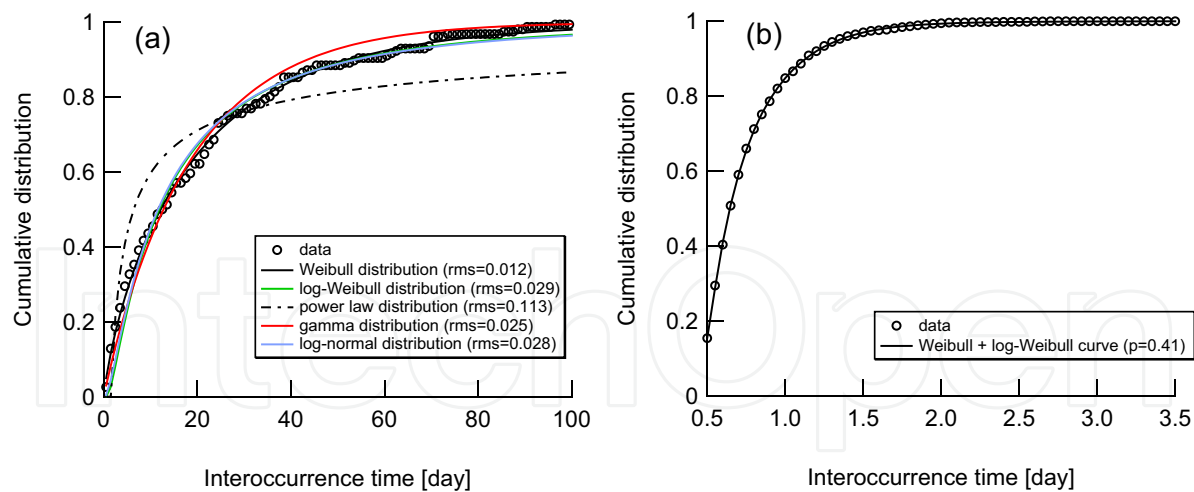 (a)
Cumulative distribution
1
0.8
0.6
0.4
0.2
0
0
20
40
60
80
100
Interoccurrence time [day]
data
Weibull distribution (rms=0.012)
log-Weibull distribution (rms=0.029)
power law distribution (rms=0.113)
gamma distribution (rms=0.025)
log-normal distribution (rms=0.028)
(b)
Cumulative distribution
1
0.8
0.6
0.4
0.2
0
0.5
1.0
1.5
2.0
2.5
3.0
3.5
Interoccurrence time [day]
data
Weibull + log-Weibull curve (p=0.41)
IntechOpen